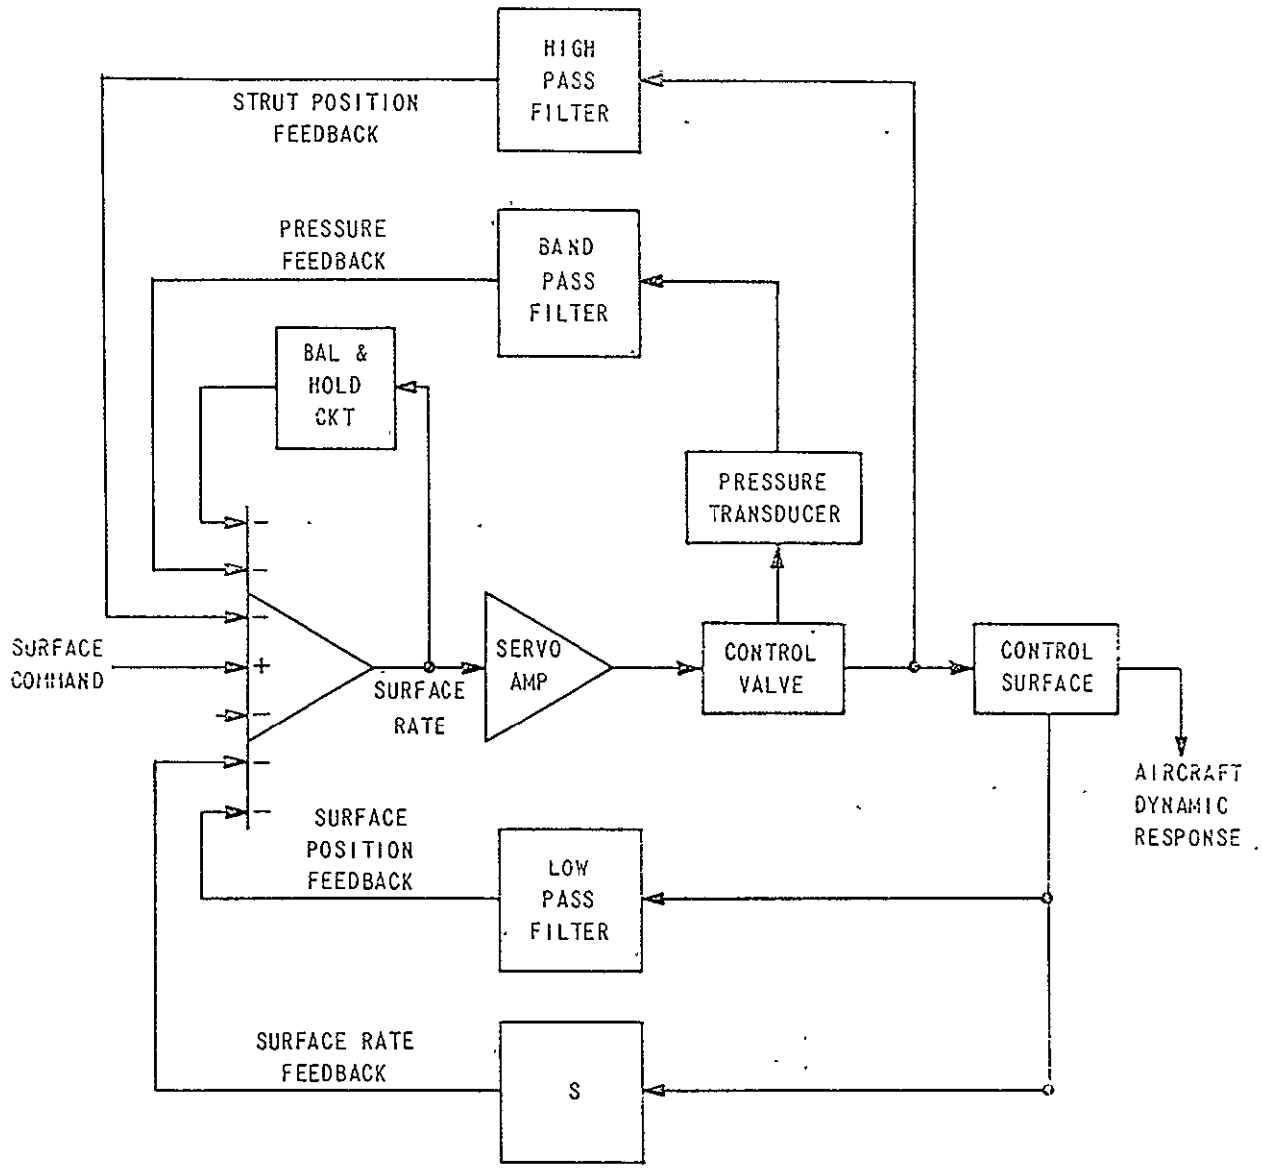 HIGH
PASS
FILTER
STRUT POSITION
FEEDBACK
PRESSURE
FEEDBACK
BAND
PASS
FILTER
BAL &
HOLD
CKT
PRESSURE
TRANSDUCER
-
-
-
SURFACE
COMMAND
+
-
-
-
SURFACE
RATE
SERVO
AMP
CONTROL
VALVE
CONTROL
SURFACE
AIRCRAFT
DYNAMIC
RESPONSE
SURFACE
POSITION
FEEDBACK
LOW
PASS
FILTER
SURFACE RATE
FEEDBACK
S